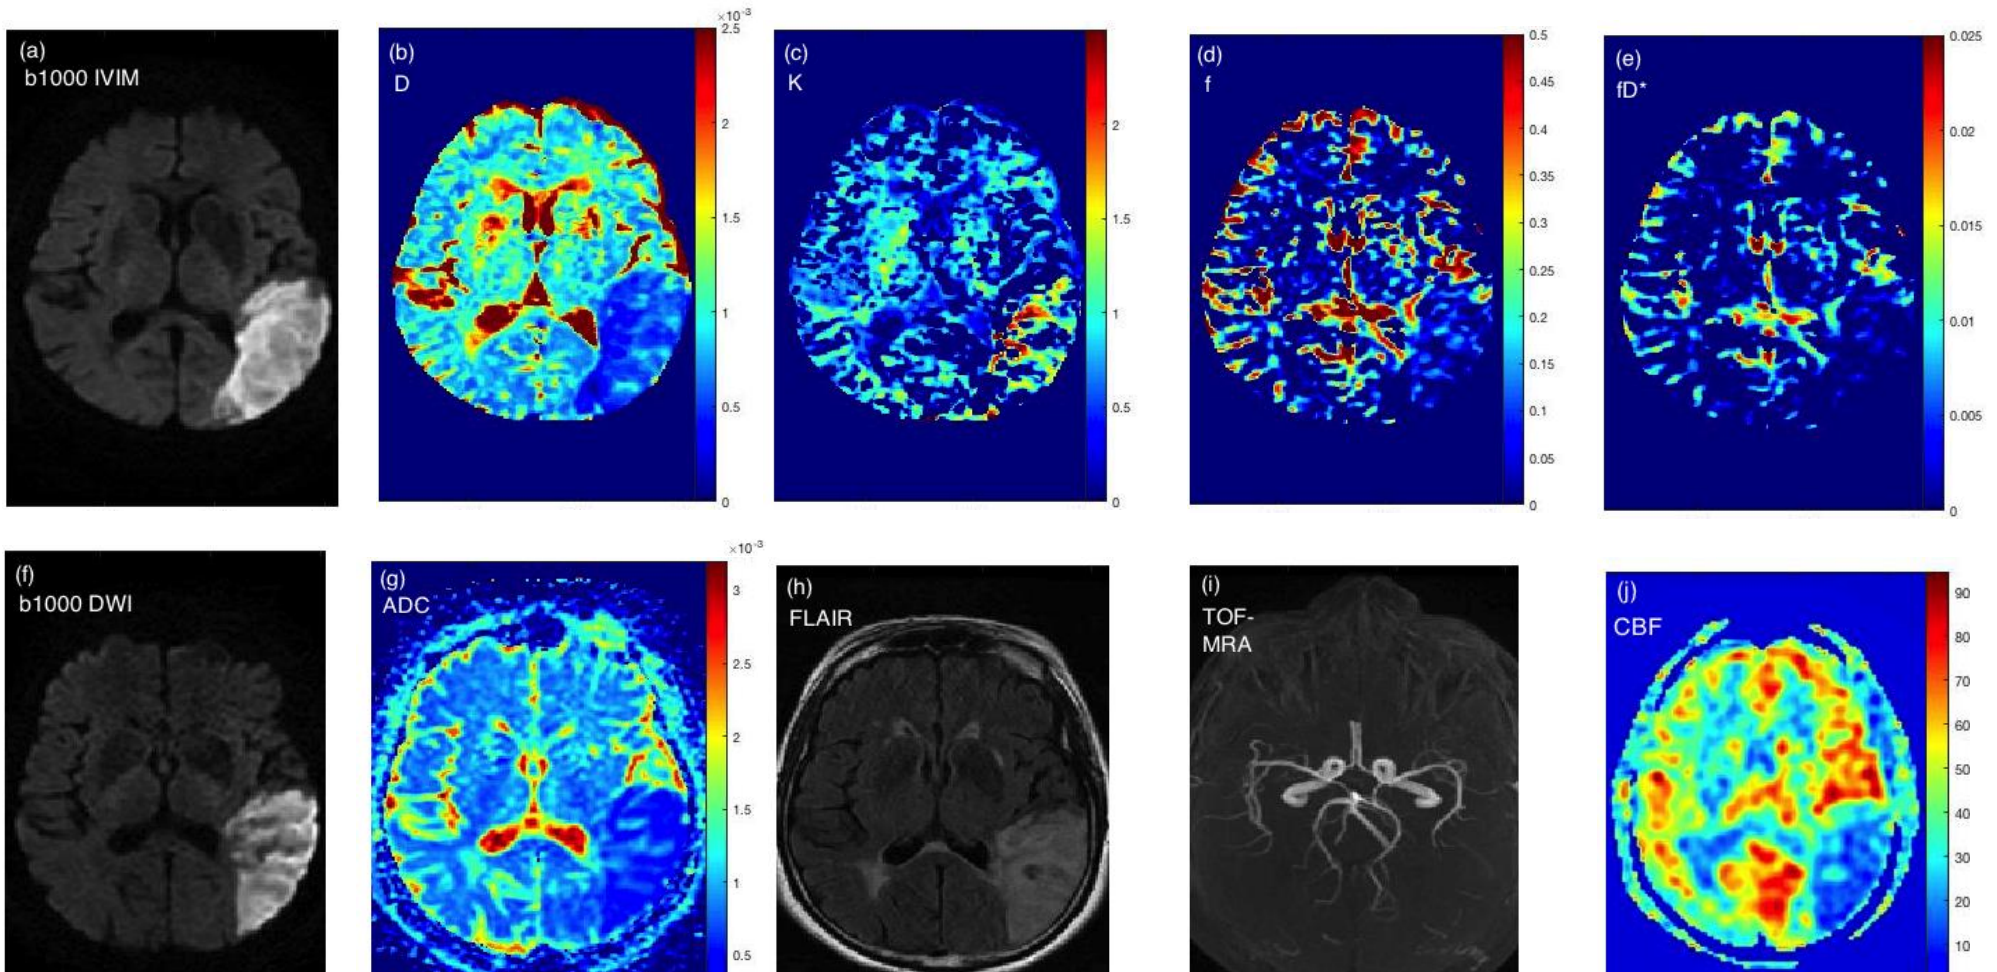 (a)
b1000 IVIM
(b)
D
×10⁻³
2.5
2
1.5
1
0.5
0
(c)
K
2
1.5
1
0.5
0
(d)
f
0.5
0.45
0.4
0.35
0.3
0.25
0.2
0.15
0.1
0.05
0
(e)
fD*
0.025
0.02
0.015
0.01
0.005
0
(f)
b1000 DWI
(g)
ADC
×10⁻³
3
2.5
2
1.5
1
0.5
(h)
FLAIR
(i)
TOF-
MRA
(j)
CBF
90
80
70
60
50
40
30
20
10